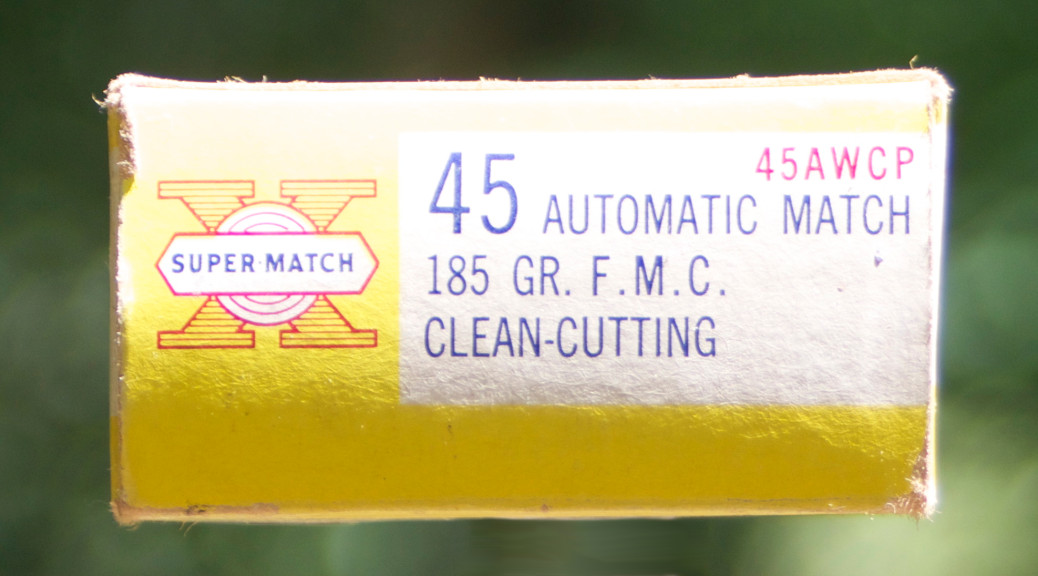 SUPER·MATCH
45AWCP
45 AUTOMATIC MATCH
185 GR. F.M.C.
CLEAN-CUTTING